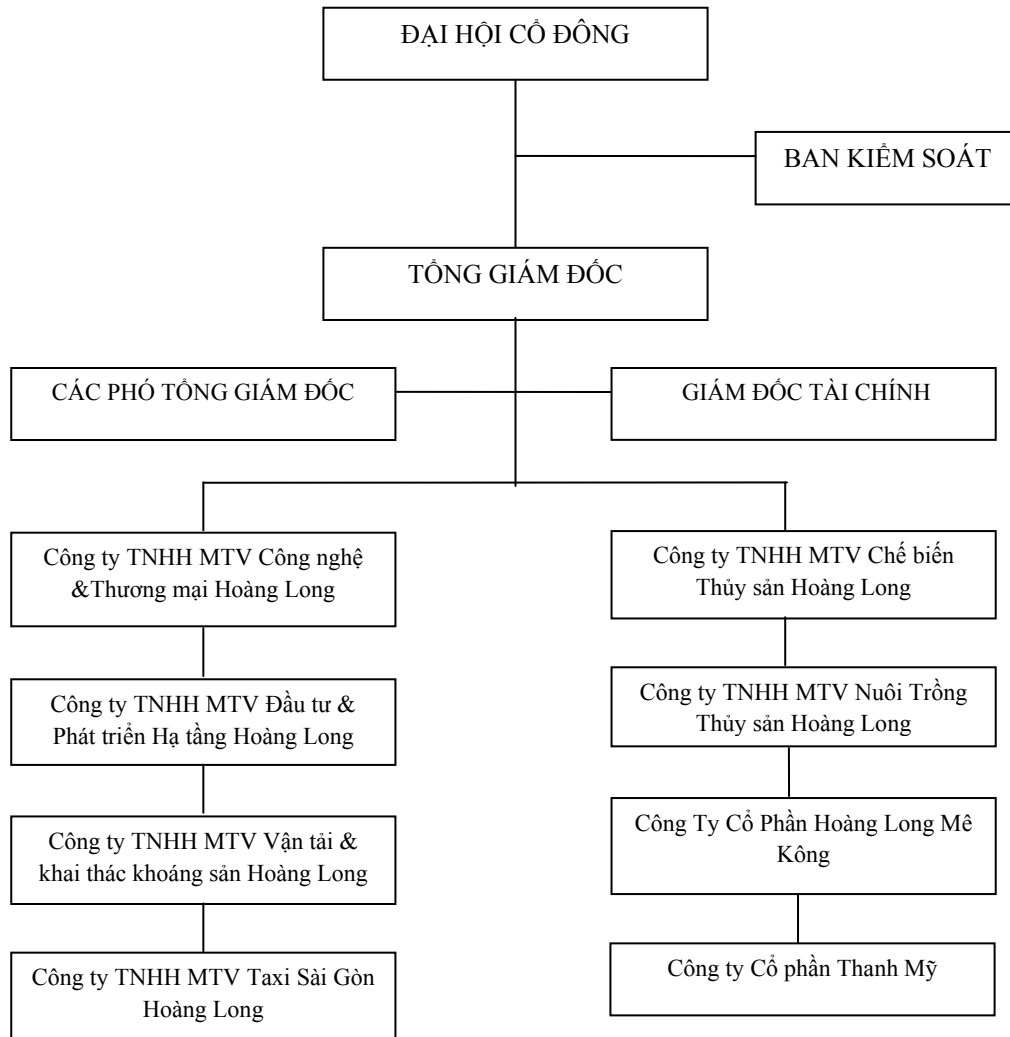 ĐẠI HỘI CỔ ĐÔNG
BAN KIỂM SOÁT
TỔNG GIÁM ĐỐC
CÁC PHÓ TỔNG GIÁM ĐỐC
GIÁM ĐỐC TÀI CHÍNH
Công ty TNHH MTV Công nghệ
&Thương mại Hoàng Long
Công ty TNHH MTV Đầu tư &
Phát triển Hạ tầng Hoàng Long
Công ty TNHH MTV Vận tải &
khai thác khoáng sản Hoàng Long
Công ty TNHH MTV Taxi Sài Gòn
Hoàng Long
Công ty TNHH MTV Chế biến
Thủy sản Hoàng Long
Công ty TNHH MTV Nuôi Trồng
Thủy sản Hoàng Long
Công Ty Cổ Phần Hoàng Long Mê
Kông
Công ty Cổ phần Thanh Mỹ